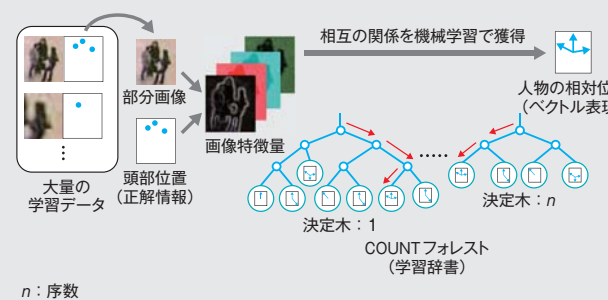 相互の関係を機械学習で獲得
部分画像
人物の相対位
（ベクトル表現
画像特徴量
頭部位置
（正解情報）
大量の
学習データ
決定木：1
決定木：n
COUNTフォレスト
（学習辞書）
n：序数